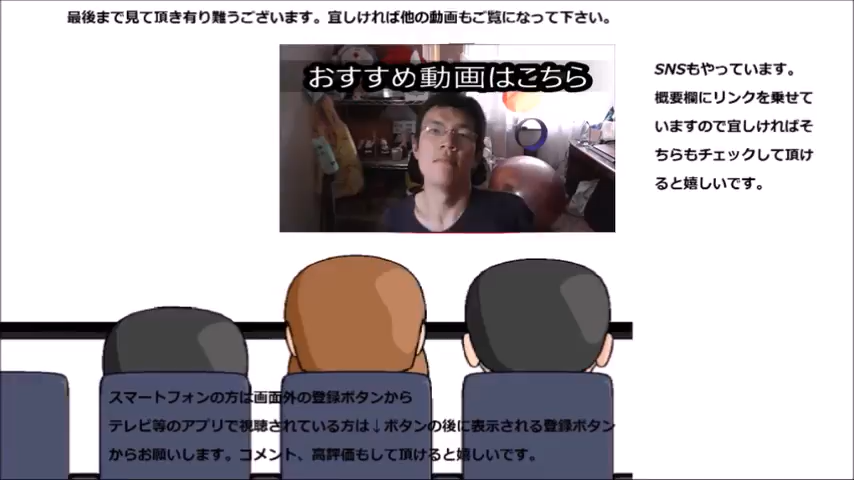 最後まで見て頂き有り難うございます。宜しければ他の動画もご覧になって下さい。
おすすめ動画はこちら
SNSもやっています。
概要欄にリンクを乗せて
いますので宜しければそ
ちらもチェックして頂け
ると嬉しいです。
スマートフォンの方は画面外の登録ボタンから
テレビ等のアプリで視聴されている方は↓ボタンの後に表示される登録ボタン
からお願いします。コメント、高評価もして頂けると嬉しいです。